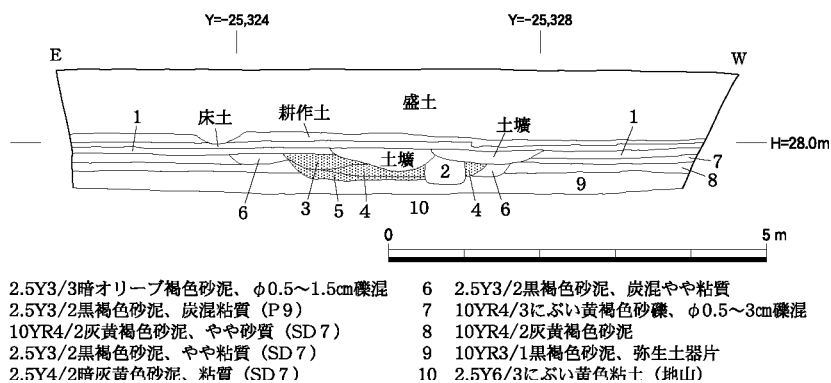 Y=-25,324
Y=-25,328
E
W
盛土
1
床土
耕作土
土壙
1
H=28.0m
土壙
2
7
8
9
6
3
5
4
10
4
6
0
5 m
2.5Y3/3暗オリーブ褐色砂泥、φ0.5～1.5㎝礫混
2.5Y3/2黒褐色砂泥、炭混粘質（P9）
10YR4/2灰黄褐色砂泥、やや砂質（SD7）
2.5Y3/2黒褐色砂泥、やや粘質（SD7）
2.5Y4/2暗灰黄色砂泥、粘質（SD7）
6 2.5Y3/2黒褐色砂泥、炭混やや粘質
7 10YR4/3にぶい黄褐色砂礫、φ0.5～3㎝礫混
8 10YR4/2灰黄褐色砂泥
9 10YR3/1黒褐色砂泥、弥生土器片
10 2.5Y6/3にぶい黄色粘土（地山）